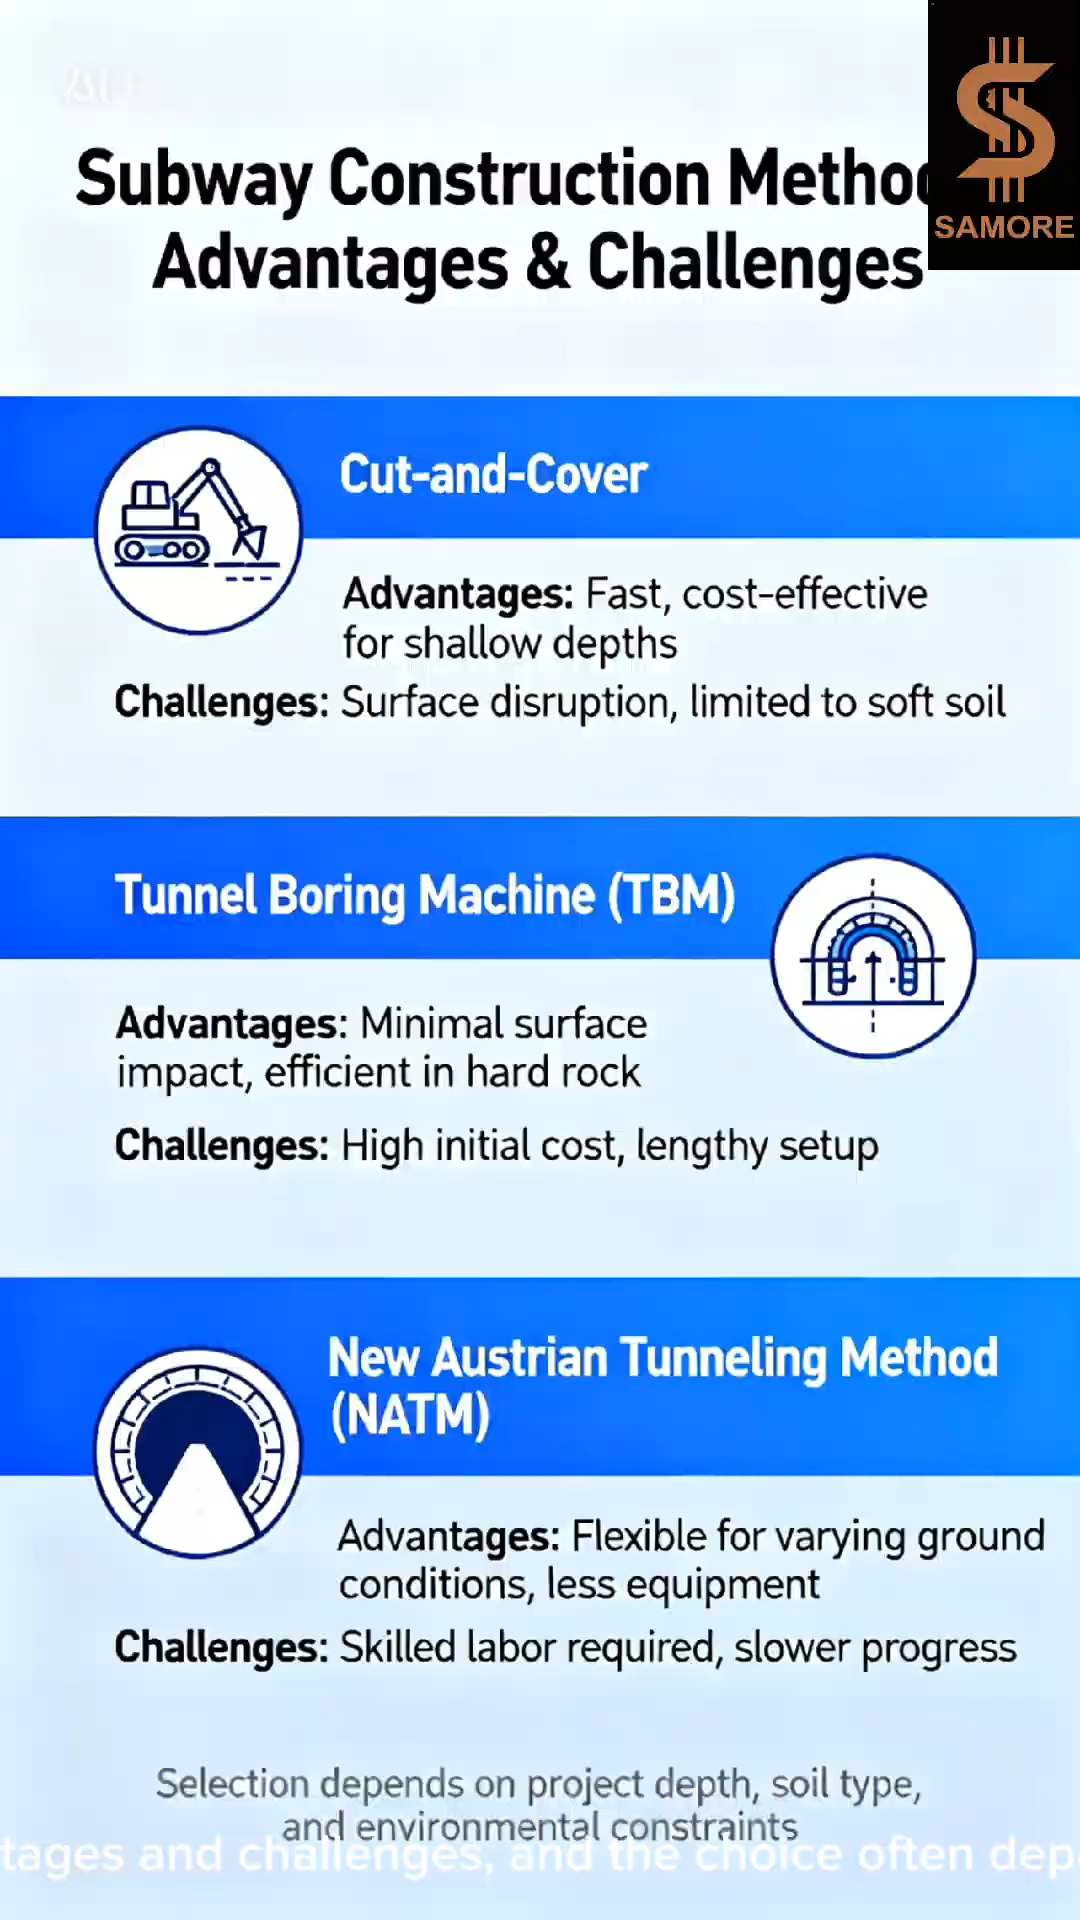 SAMORE
Subway Construction Metho
Advantages & Challenges
Cut-and-Cover
Advantages: Fast, cost-effective
for shallow depths
Challenges: Surface disruption, limited to soft soil
Tunnel Boring Machine (TBM)
Advantages: Minimal surface
impact, efficient in hard rock
Challenges: High initial cost, lengthy setup
New Austrian Tunneling Method
(NATM)
Advantages: Flexible for varying ground
conditions, less equipment
Challenges: Skilled labor required, slower progress
Selection depends on project depth, soil type,
and environmental constraints
tages and challenges, and the choice often dep